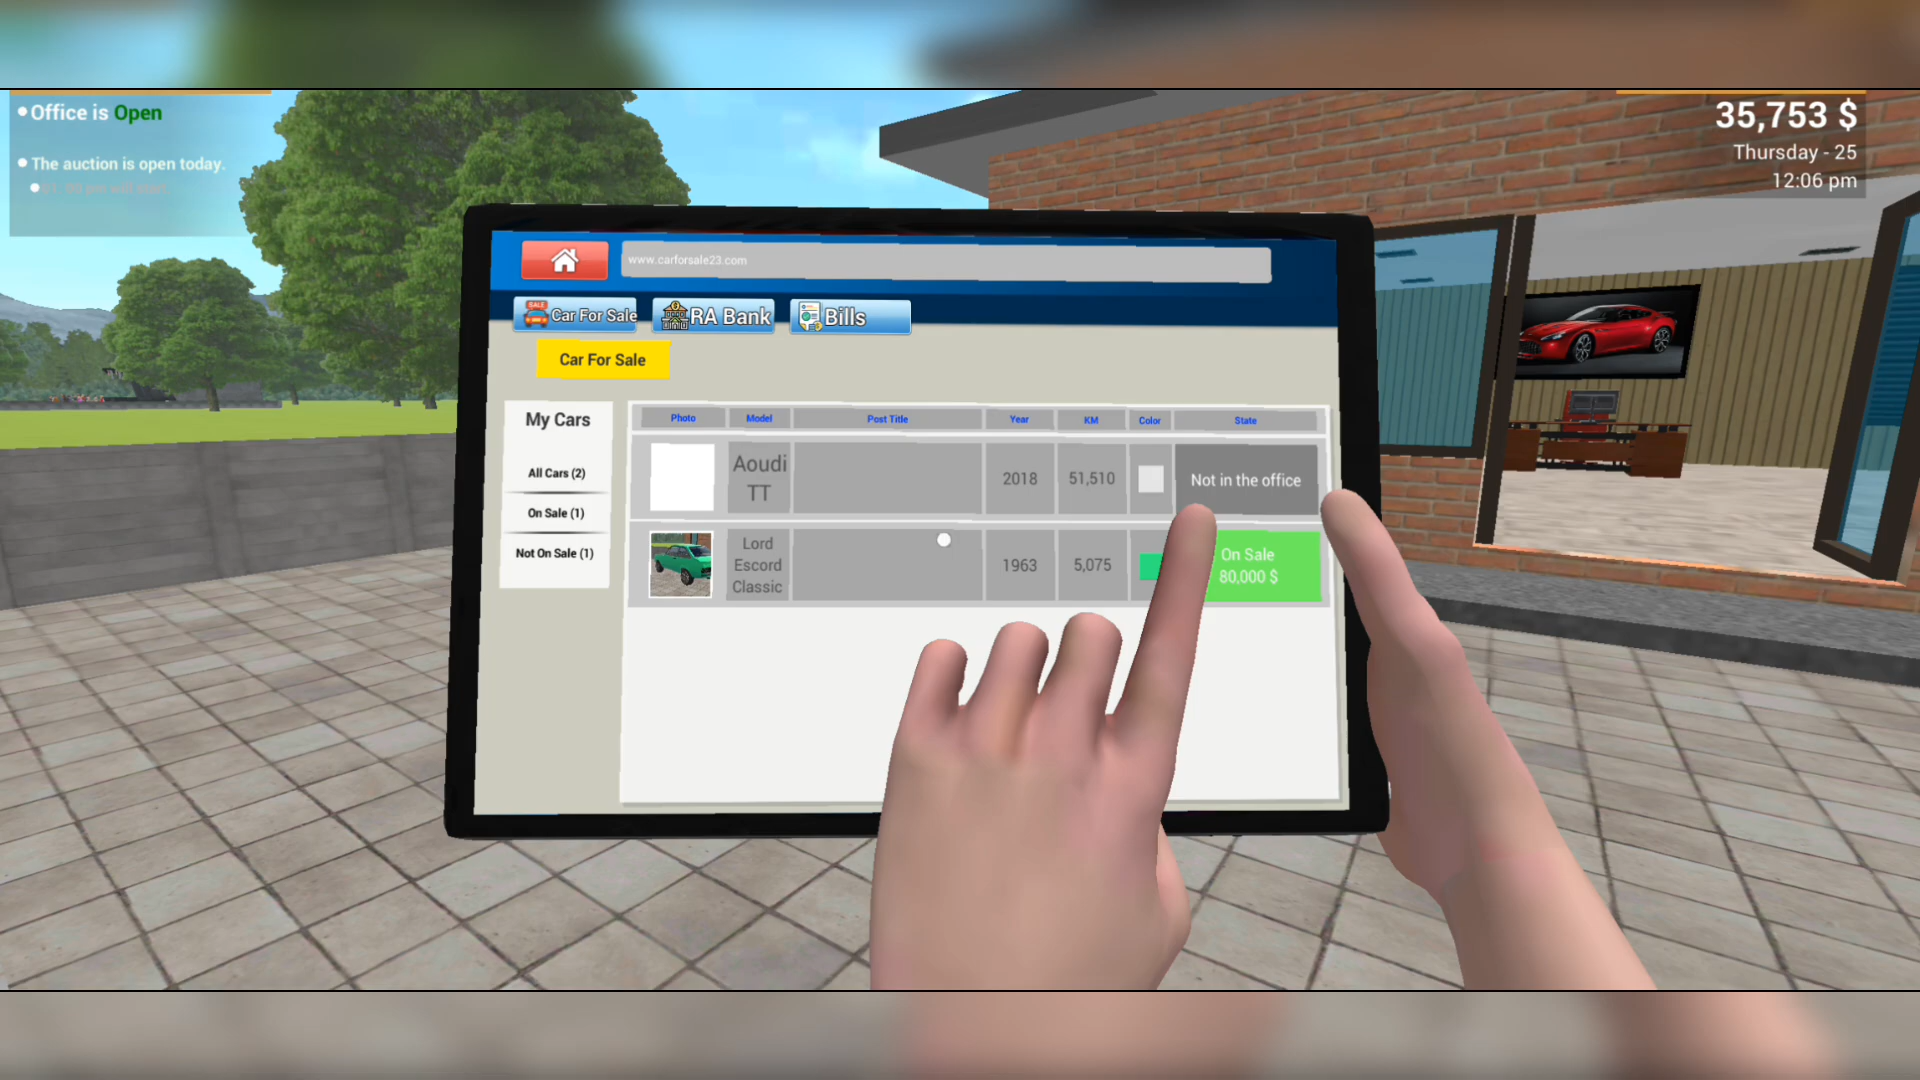 Office is Open
The auction is open today.
35,753 $
Thursday - 25
12:06 pm
www.carforsale23.com
SALE
Car For Sale
RA Bank
Bills
Car For Sale
My Cars
All Cars (2)
On Sale (1)
Not On Sale (1)
Photo Model Post Title Year KM Color State
Aoudi
TT
2018 51,510 Not in the office
Lord
Escord
Classic
1963 5,075
On Sale
80,000 $